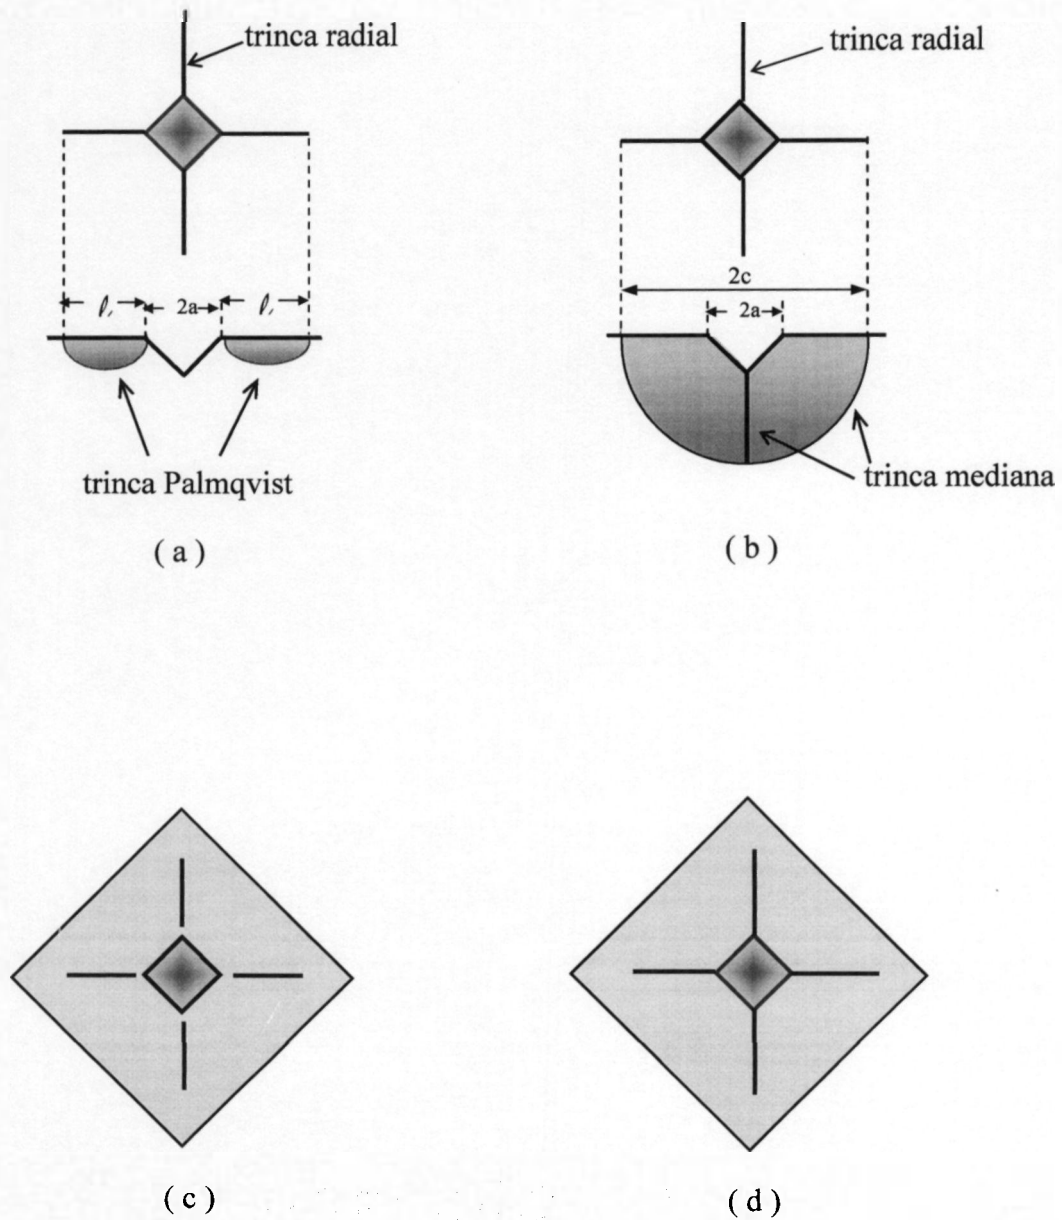 trinca radial
ℓ 2a ℓ
trinca Palmqvist
( a )
trinca radial
2c
2a
trinca mediana
( b )
( c )
( d )